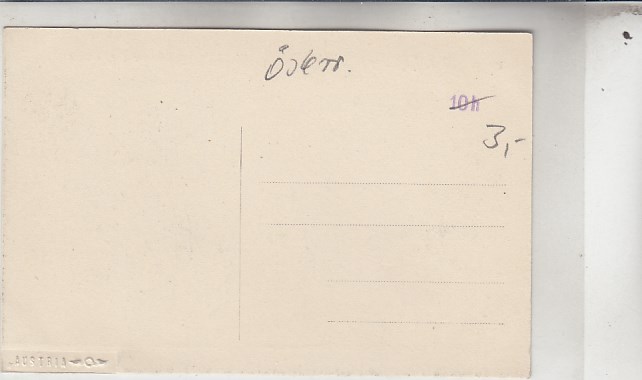 Österr.
10h
3,-
AUSTRIA